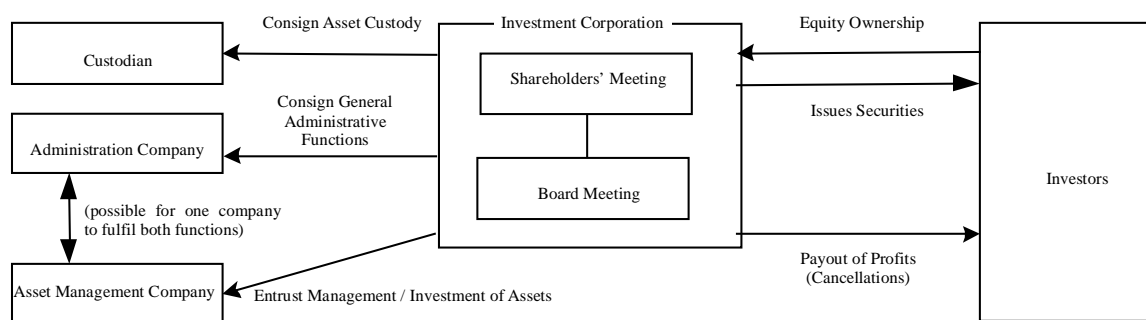 Consign Asset Custody
Investment Corporation
Equity Ownership
Custodian
Shareholders’ Meeting
Consign General
Administrative
Functions
Issues Securities
Administration Company
Board Meeting
Investors
(possible for one company
to fulfil both functions)
Payout of Profits
(Cancellations)
Asset Management Company
Entrust Management / Investment of Assets